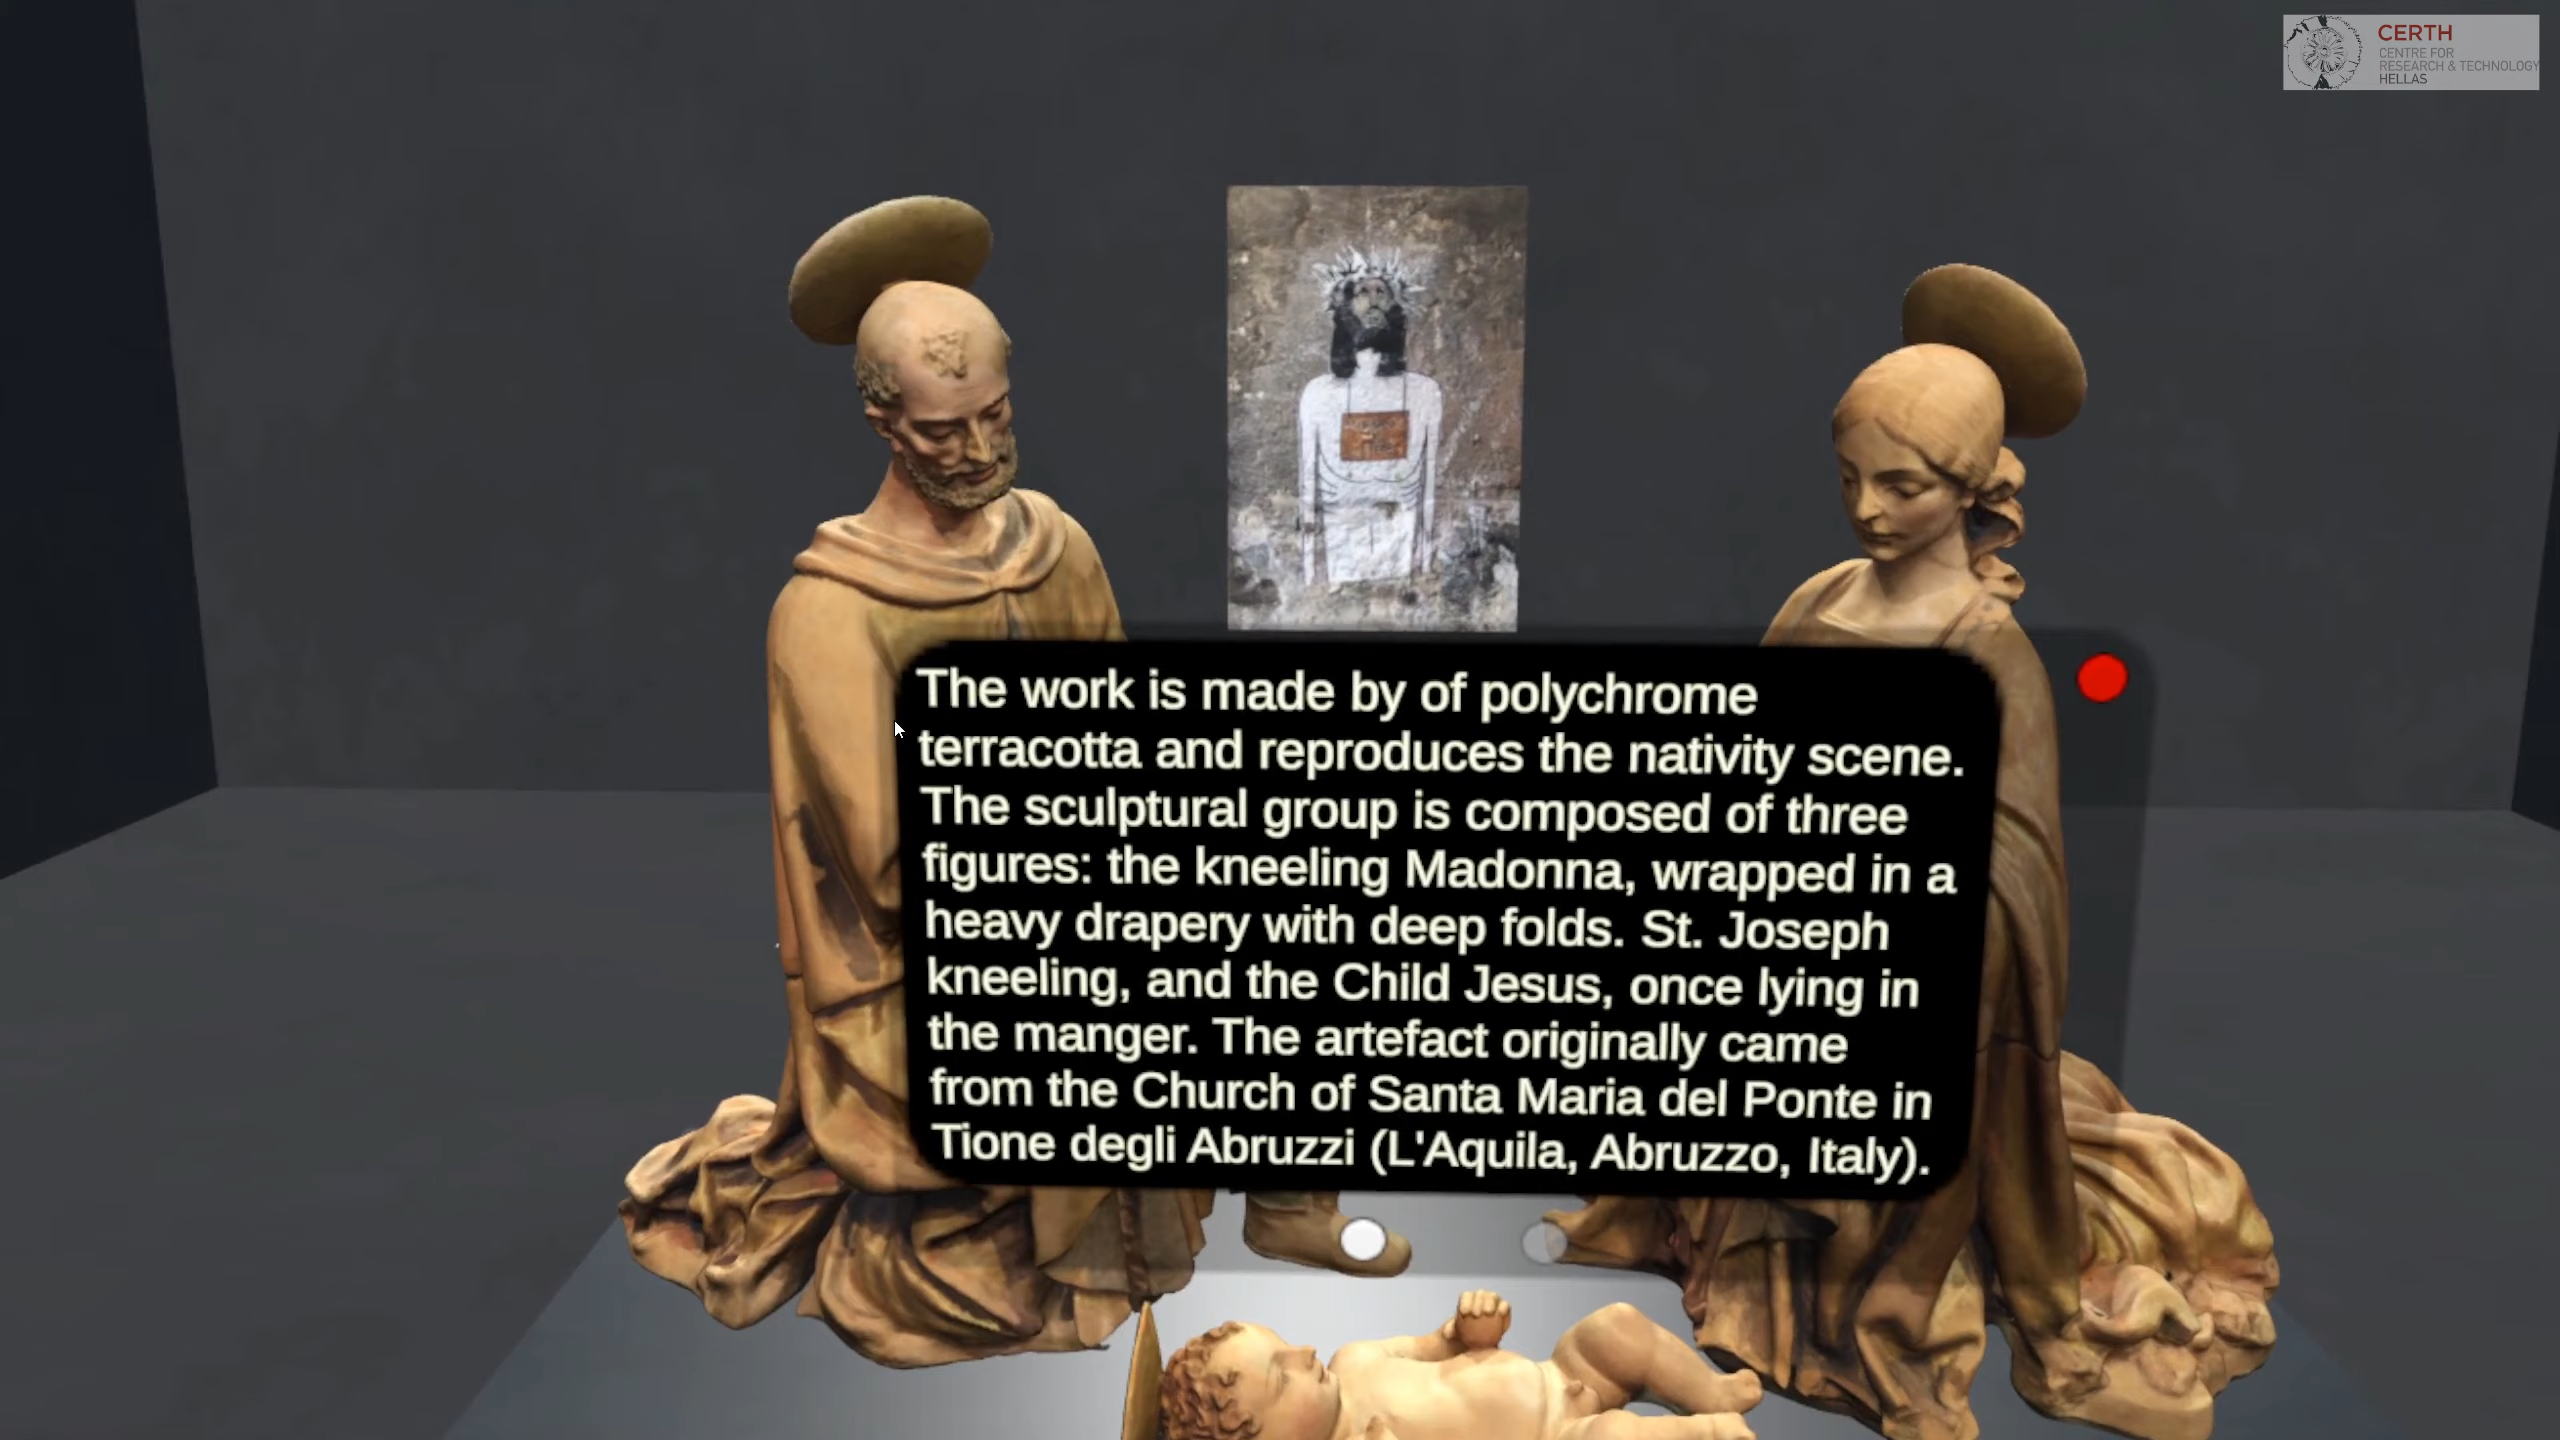 CERTH
CENTRE FOR
RESEARCH & TECHNOLOGY
HELLAS
The work is made by of polychrome
terracotta and reproduces the nativity scene.
The sculptural group is composed of three
figures: the kneeling Madonna, wrapped in a
heavy drapery with deep folds. St. Joseph
kneeling, and the Child Jesus, once lying in
the manger. The artefact originally came
from the Church of Santa Maria del Ponte in
Tione degli Abruzzi (L'Aquila, Abruzzo, Italy).